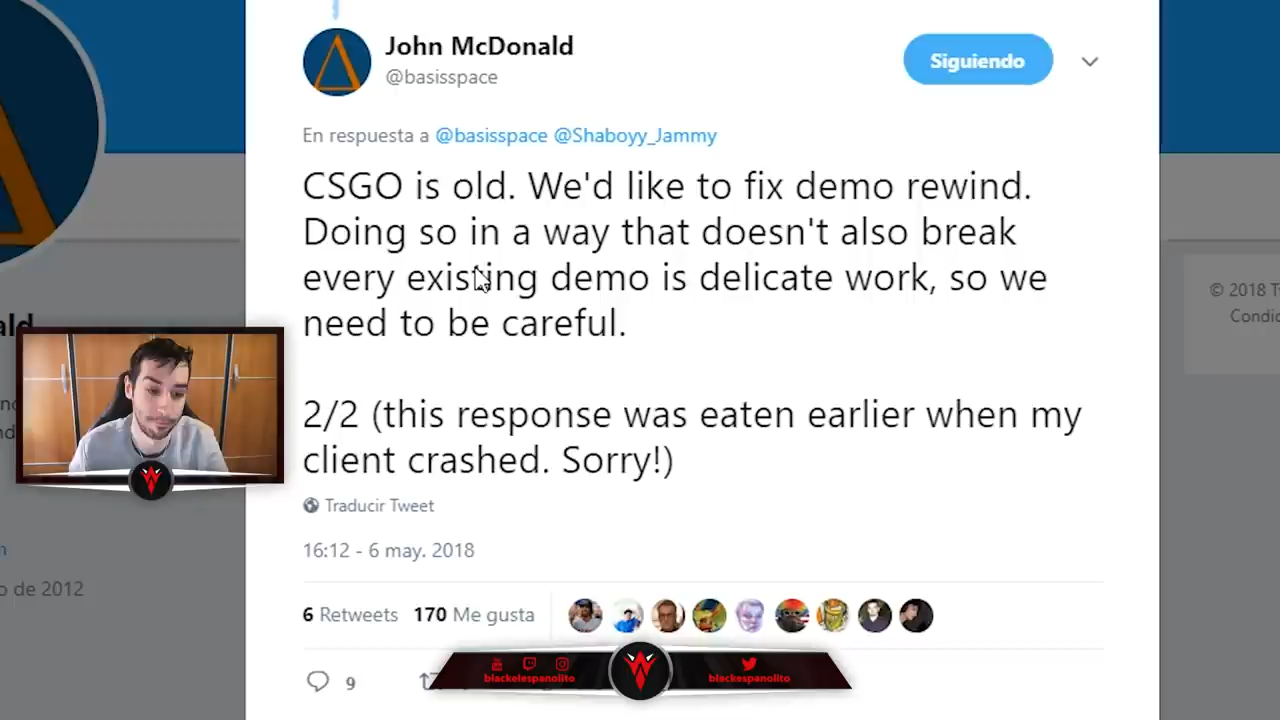 John McDonald
@basisspace
Siguiendo
En respuesta a @basisspace @Shaboyy_Jammy
CSGO is old. We'd like to fix demo rewind.
Doing so in a way that doesn't also break
every existing demo is delicate work, so we
need to be careful.
2/2 (this response was eaten earlier when my
client crashed. Sorry!)
Traducir Tweet
16:12 - 6 may. 2018
6 Retweets 170 Me gusta
9
blackelespanolito
blackespanolito
© 2018 T
Condic
ald
o de 2012